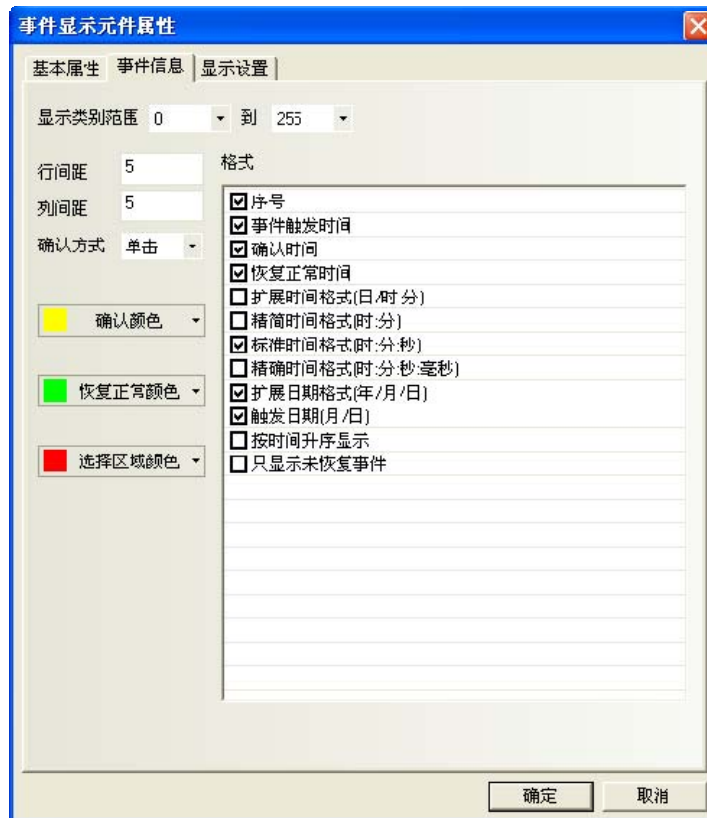 事件显示元件属性
基本属性 事件信息 显示设置
显示类别范围 0 到 255
行间距 5
列间距 5
确认方式 单击
确认颜色
恢复正常颜色
选择区域颜色
格式
序号
事件触发时间
确认时间
恢复正常时间
扩展时间格式(日/时:分)
精简时间格式(时:分)
标准时间格式(时:分:秒)
精确时间格式(时:分:秒:毫秒)
扩展日期格式(年/月/日)
触发日期(月/日)
按时间升序显示
只显示未恢复事件
确定 取消